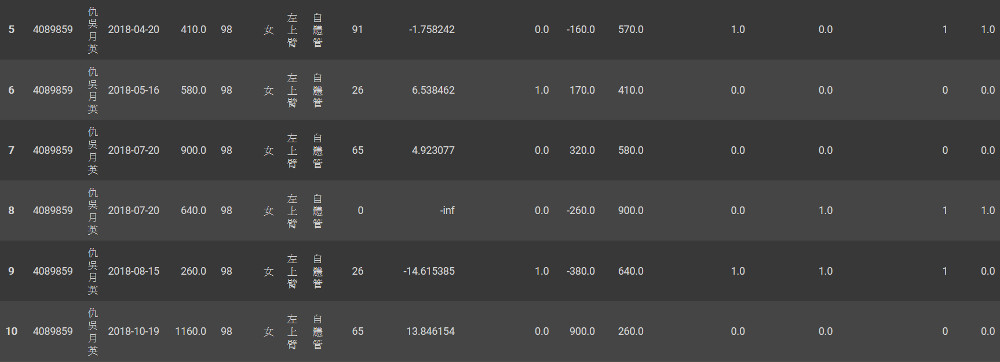 5 4089859 仇吳月英 2018-04-20 410.0 98 女 左上臂 自體管 91 -1.758242 0.0 -160.0 570.0 1.0 0.0 1 1.0
6 4089859 仇吳月英 2018-05-16 580.0 98 女 左上臂 自體管 26 6.538462 1.0 170.0 410.0 0.0 0.0 0 0.0
7 4089859 仇吳月英 2018-07-20 900.0 98 女 左上臂 自體管 65 4.923077 0.0 320.0 580.0 0.0 0.0 0 0.0
8 4089859 仇吳月英 2018-07-20 640.0 98 女 左上臂 自體管 0 -inf 0.0 -260.0 900.0 0.0 1.0 1 1.0
9 4089859 仇吳月英 2018-08-15 260.0 98 女 左上臂 自體管 26 -14.615385 1.0 -380.0 640.0 1.0 1.0 1 0.0
10 4089859 仇吳月英 2018-10-19 1160.0 98 女 左上臂 自體管 65 13.846154 0.0 900.0 260.0 0.0 0.0 0 0.0